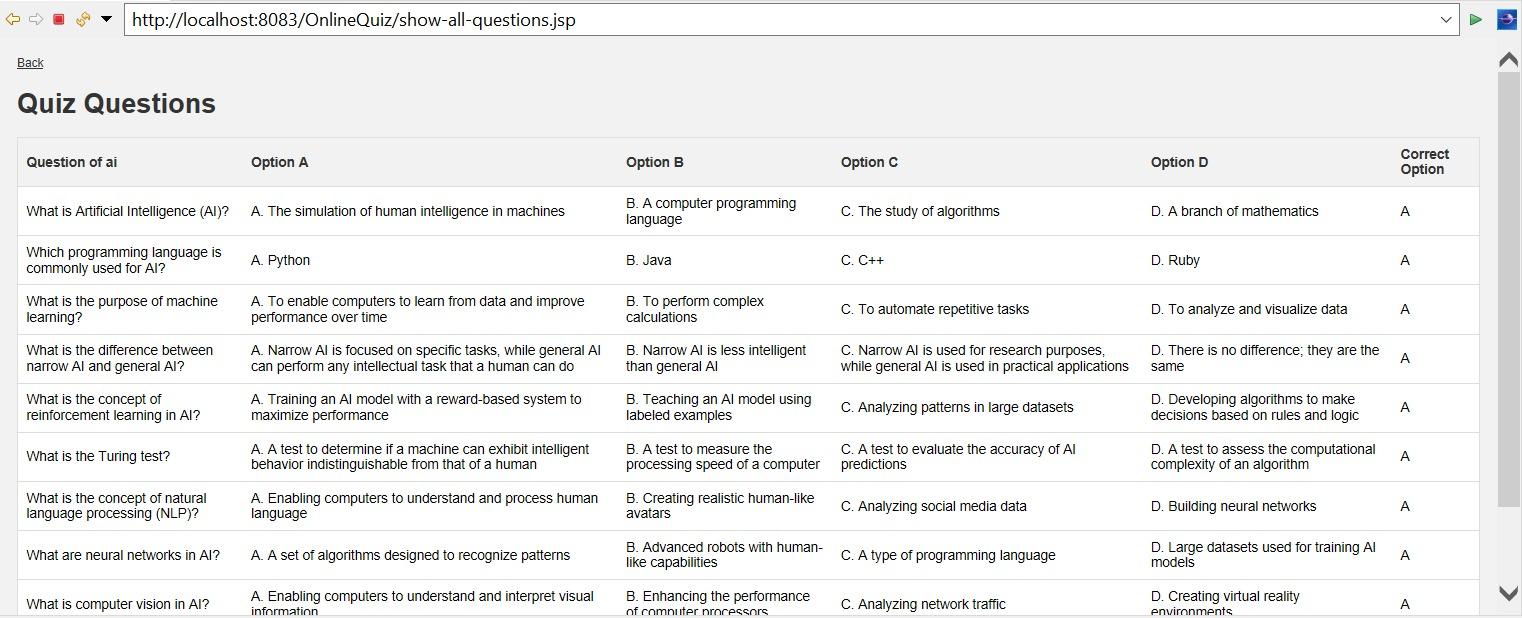 http://localhost:8083/OnlineQuiz/show-all-questions.jsp
Back
Quiz Questions
Question of ai Option A Option B Option C Option D Correct Option
What is Artificial Intelligence (AI)? A. The simulation of human intelligence in machines B. A computer programming language C. The study of algorithms D. A branch of mathematics A
Which programming language is commonly used for AI? A. Python B. Java C. C++ D. Ruby A
What is the purpose of machine learning? A. To enable computers to learn from data and improve performance over time B. To perform complex calculations C. To automate repetitive tasks D. To analyze and visualize data A
What is the difference between narrow AI and general AI? A. Narrow AI is focused on specific tasks, while general AI can perform any intellectual task that a human can do B. Narrow AI is less intelligent than general AI C. Narrow AI is used for research purposes, while general AI is used in practical applications D. There is no difference; they are the same A
What is the concept of reinforcement learning in AI? A. Training an AI model with a reward-based system to maximize performance B. Teaching an AI model using labeled examples C. Analyzing patterns in large datasets D. Developing algorithms to make decisions based on rules and logic A
What is the Turing test? A. A test to determine if a machine can exhibit intelligent behavior indistinguishable from that of a human B. A test to measure the processing speed of a computer C. A test to evaluate the accuracy of AI predictions D. A test to assess the computational complexity of an algorithm A
What is the concept of natural language processing (NLP)? A. Enabling computers to understand and process human language B. Creating realistic human-like avatars C. Analyzing social media data D. Building neural networks A
What are neural networks in AI? A. A set of algorithms designed to recognize patterns B. Advanced robots with human-like capabilities C. A type of programming language D. Large datasets used for training AI models A
What is computer vision in AI? A. Enabling computers to understand and interpret visual information B. Enhancing the performance of computer processors C. Analyzing network traffic D. Creating virtual reality environments A